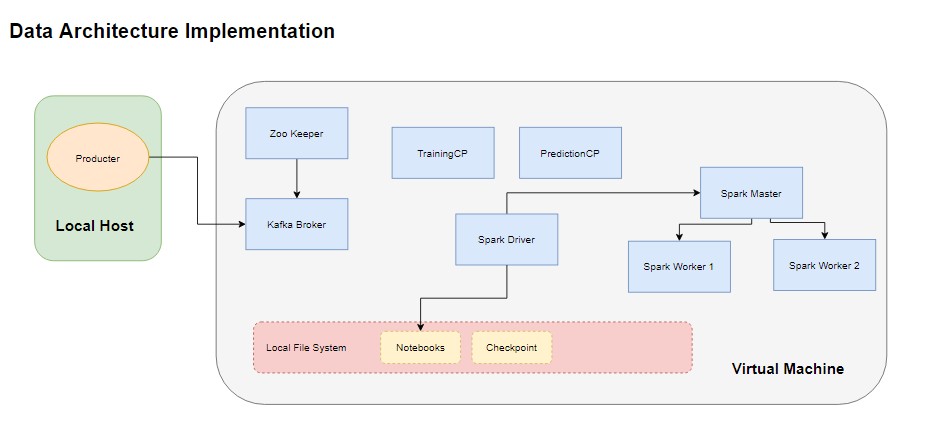 Data Architecture Implementation
Producter
Local Host
Zoo Keeper
Kafka Broker
TrainingCP
PredictionCP
Spark Driver
Spark Master
Spark Worker 1
Spark Worker 2
Local File System
Notebooks
Checkpoint
Virtual Machine